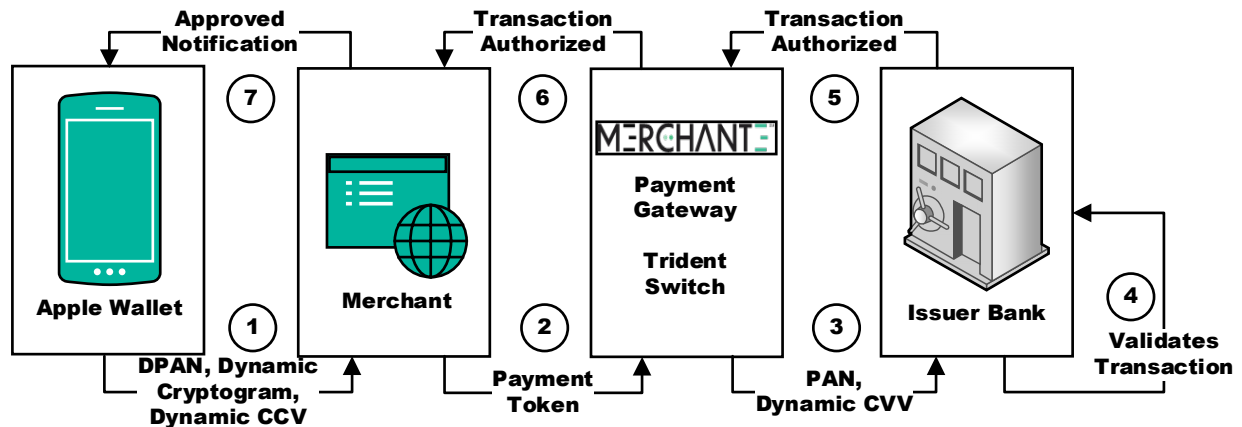 Approved
Notification
Transaction
Authorized
Transaction
Authorized
7
6
5
MERCHANTE
Payment
Gateway
Trident
Switch
Apple Wallet
Merchant
Issuer Bank
1
2
3
4
DPAN, Dynamic
Cryptogram,
Dynamic CCV
Payment
Token
PAN,
Dynamic CVV
Validates
Transaction